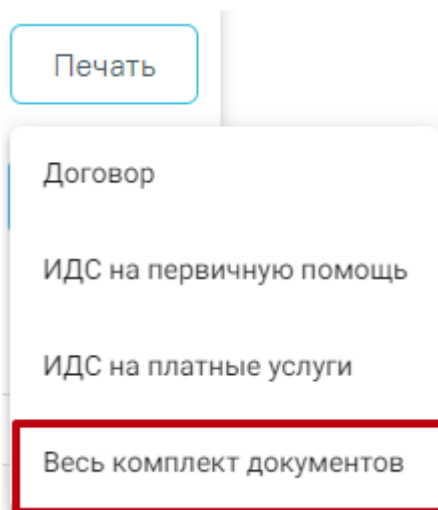 Печать
Договор
ИДС на первичную помощь
ИДС на платные услуги
Весь комплект документов